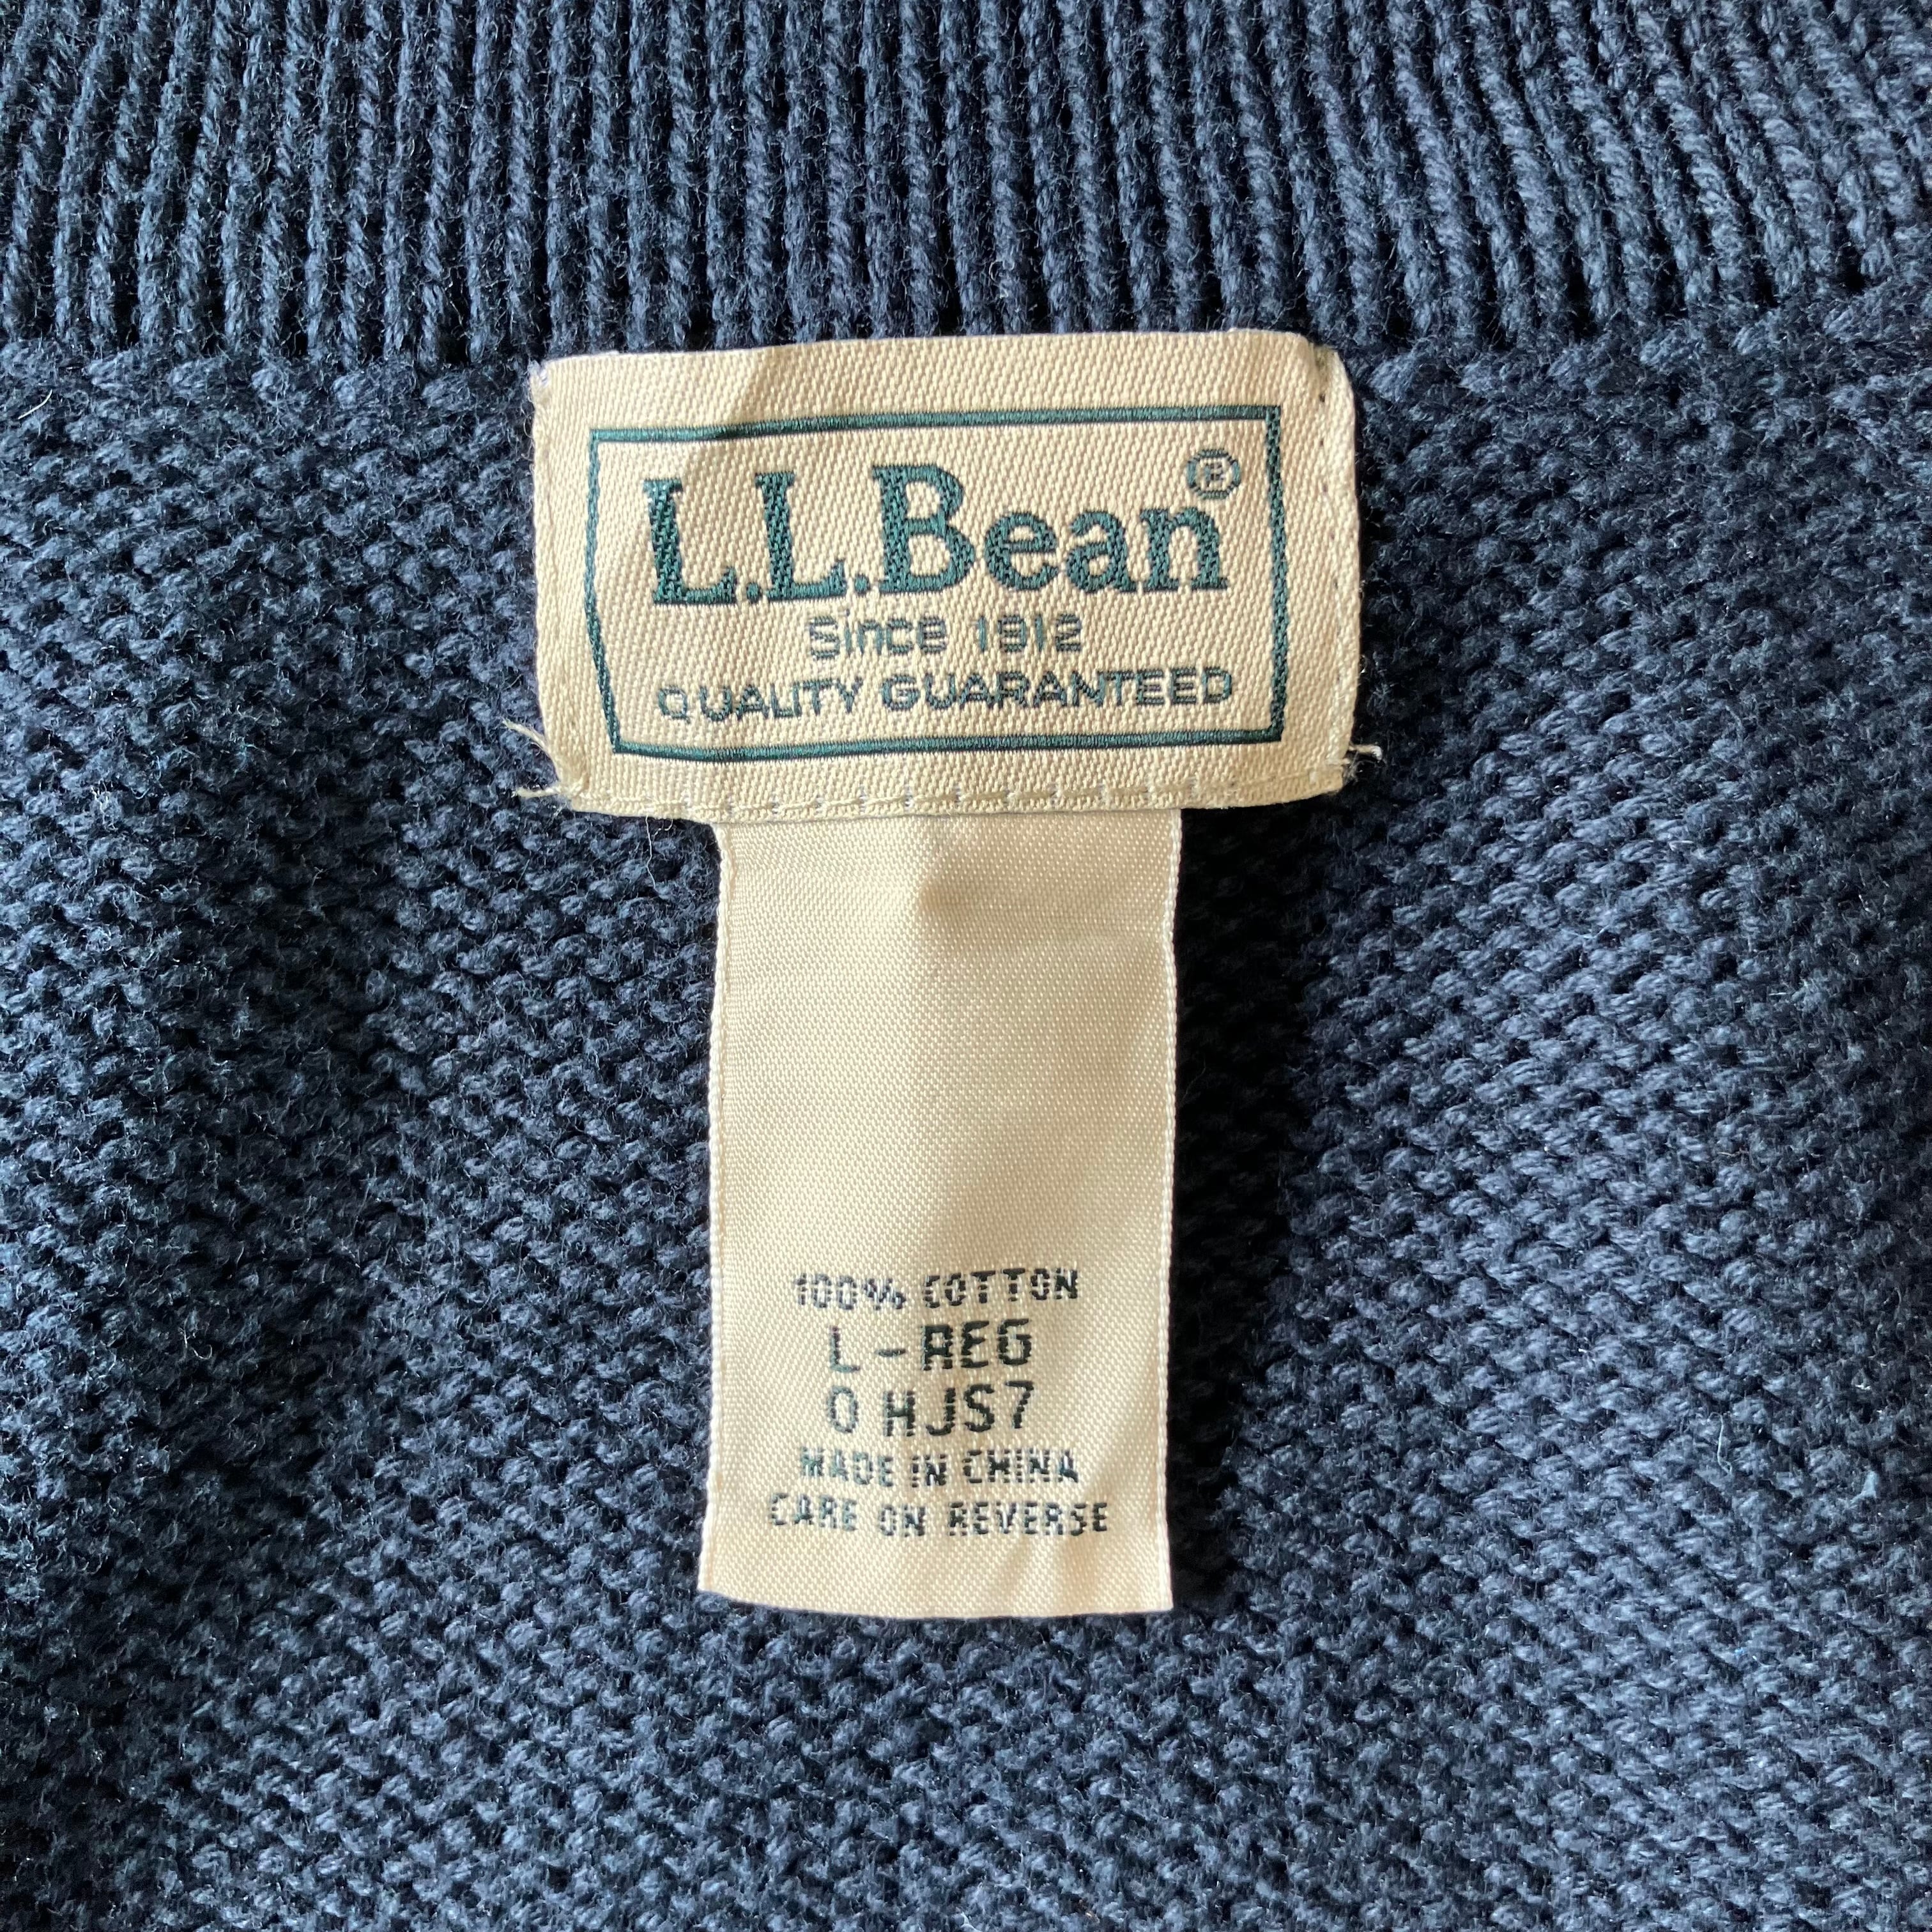 L.L.Bean®
Since 1912
QUALITY GUARANTEED
100% COTTON
L-REG
0 HJS7
MADE IN CHINA
CARE ON REVERSE